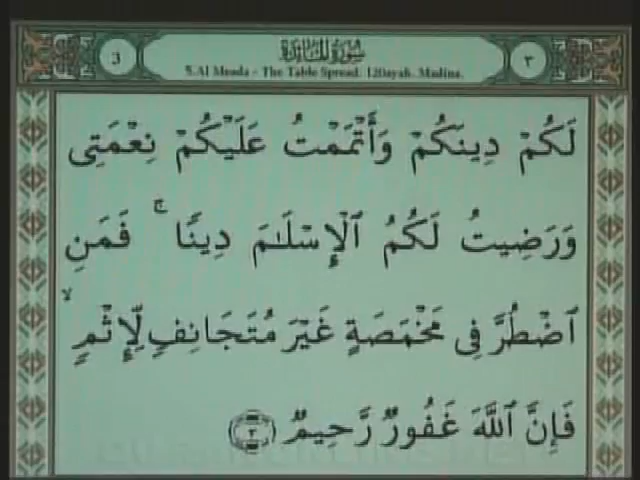 3 سُورَةُ المَائِدَة ٣
5.Al Meada - The Table Spread. 120ayah. Madina.
لَكُمْ دِينَكُمْ وَأَتْمَمْتُ عَلَيْكُمْ نِعْمَتِى
وَرَضِيتُ لَكُمُ ٱلْإِسْلَـٰمَ دِينًا ۚ فَمَنِ
ٱضْطُرَّ فِى مَخْمَصَةٍ غَيْرَ مُتَجَانِفٍ لِّإِثْمٍ ۙ
فَإِنَّ ٱللَّهَ غَفُورٌ رَّحِيمٌ ٣